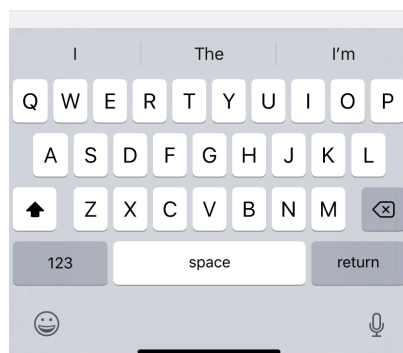 I The I'm
Q W E R T Y U I O P
A S D F G H J K L
Z X C V B N M
123 space return